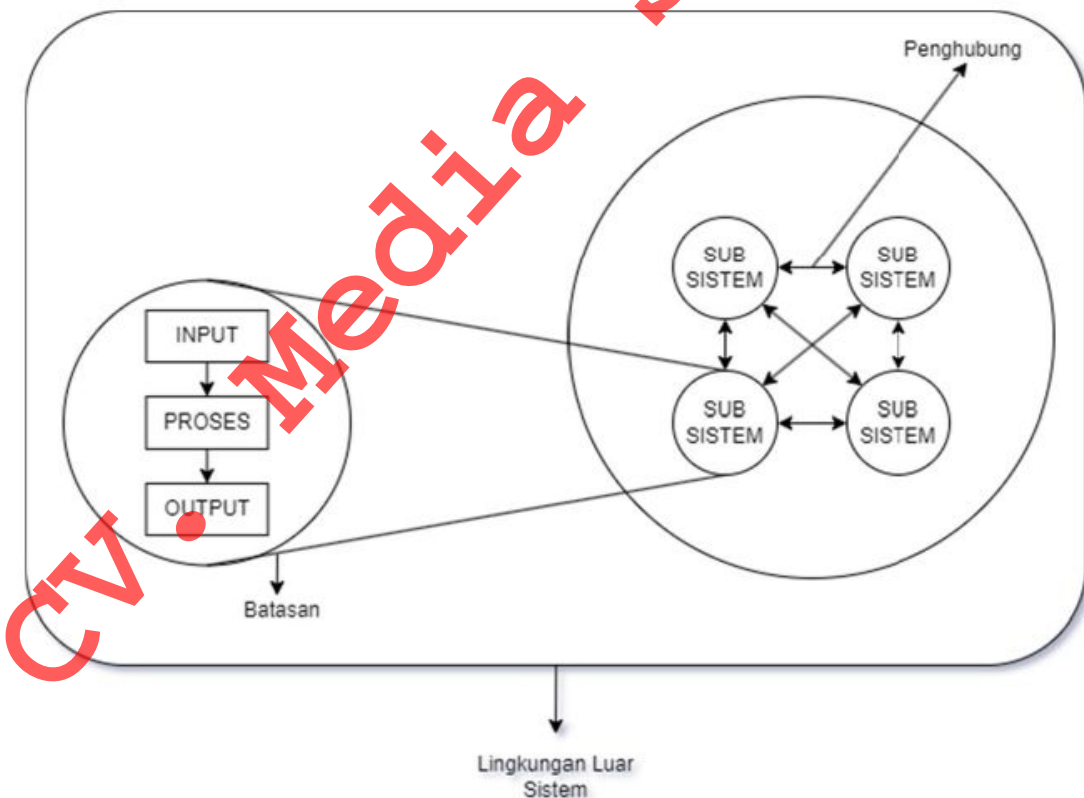 Penghubung
SUB
SISTEM
SUB
SISTEM
INPUT
PROSES
OUTPUT
SUB
SISTEM
SUB
SISTEM
Batasan
Lingkungan Luar
Sistem
CV. Media